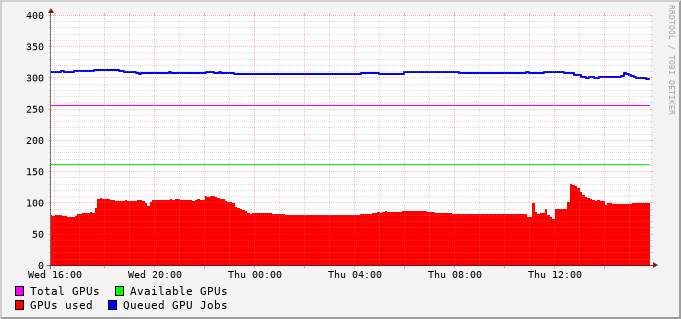 400
350
300
250
200
150
100
50
0
Wed 16:00 Wed 20:00 Thu 00:00 Thu 04:00 Thu 08:00 Thu 12:00
Total GPUs Available GPUs
GPUs used Queued GPU Jobs
RRDTOOL / TOBI OETIKER